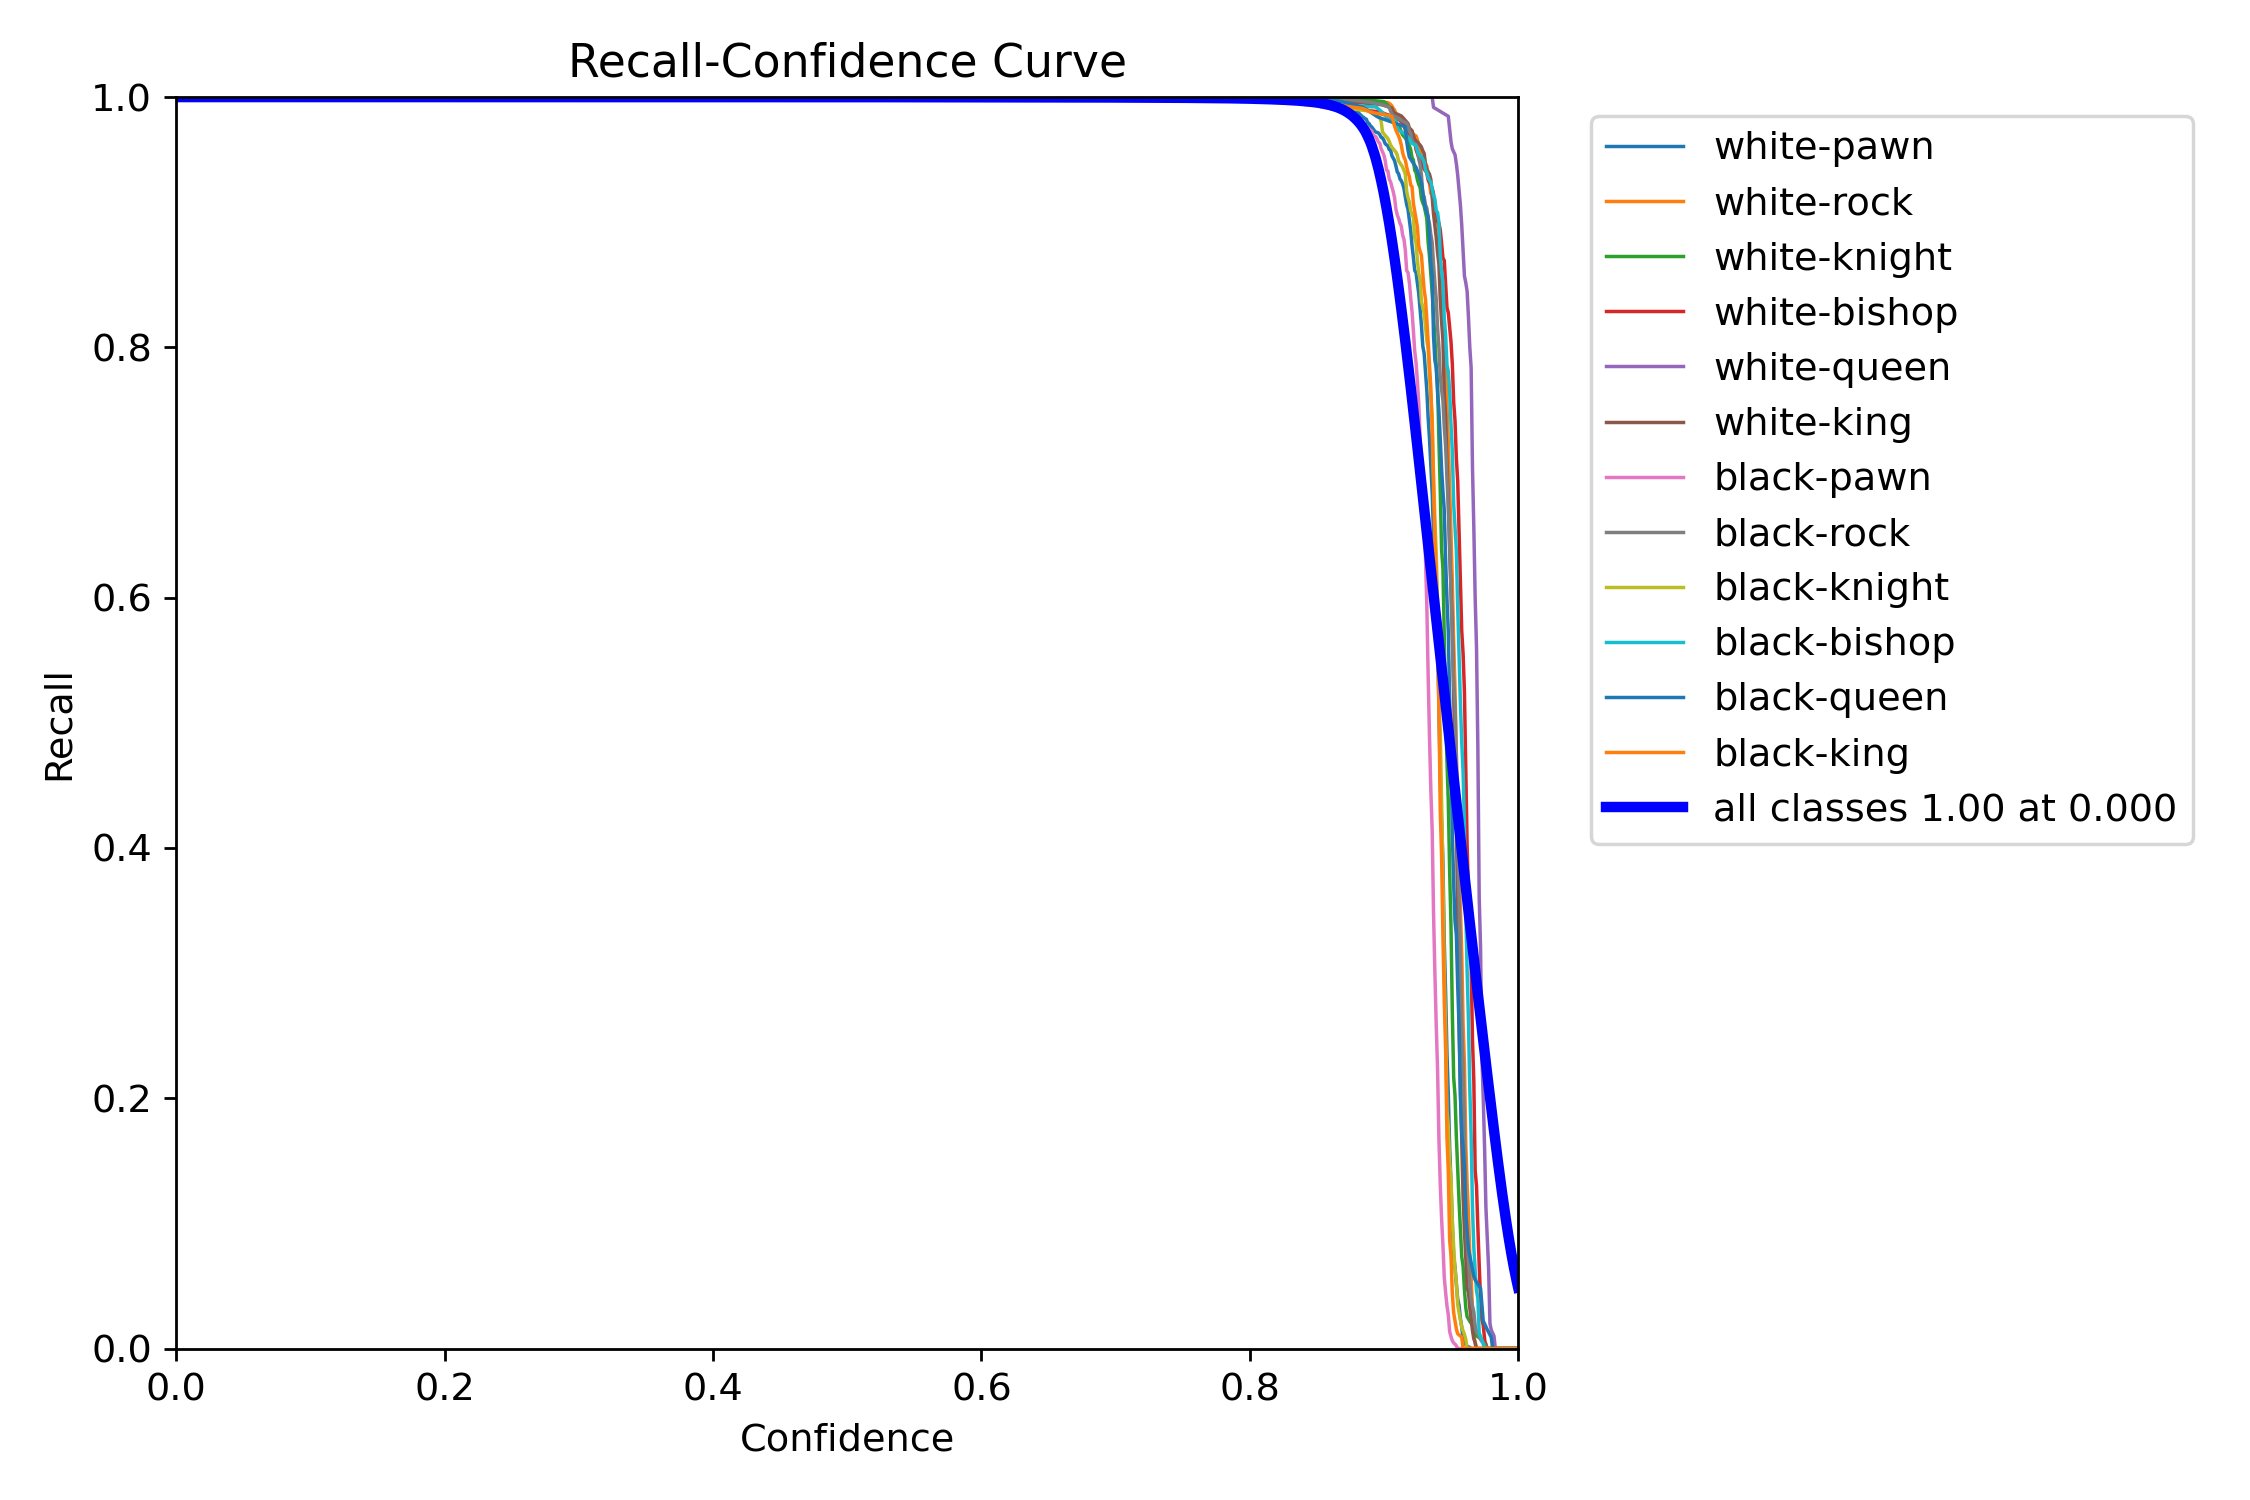 Recall-Confidence Curve
1.0
0.8
0.6
0.4
0.2
0.0
Recall
0.0 0.2 0.4 0.6 0.8 1.0
Confidence
white-pawn
white-rock
white-knight
white-bishop
white-queen
white-king
black-pawn
black-rock
black-knight
black-bishop
black-queen
black-king
all classes 1.00 at 0.000